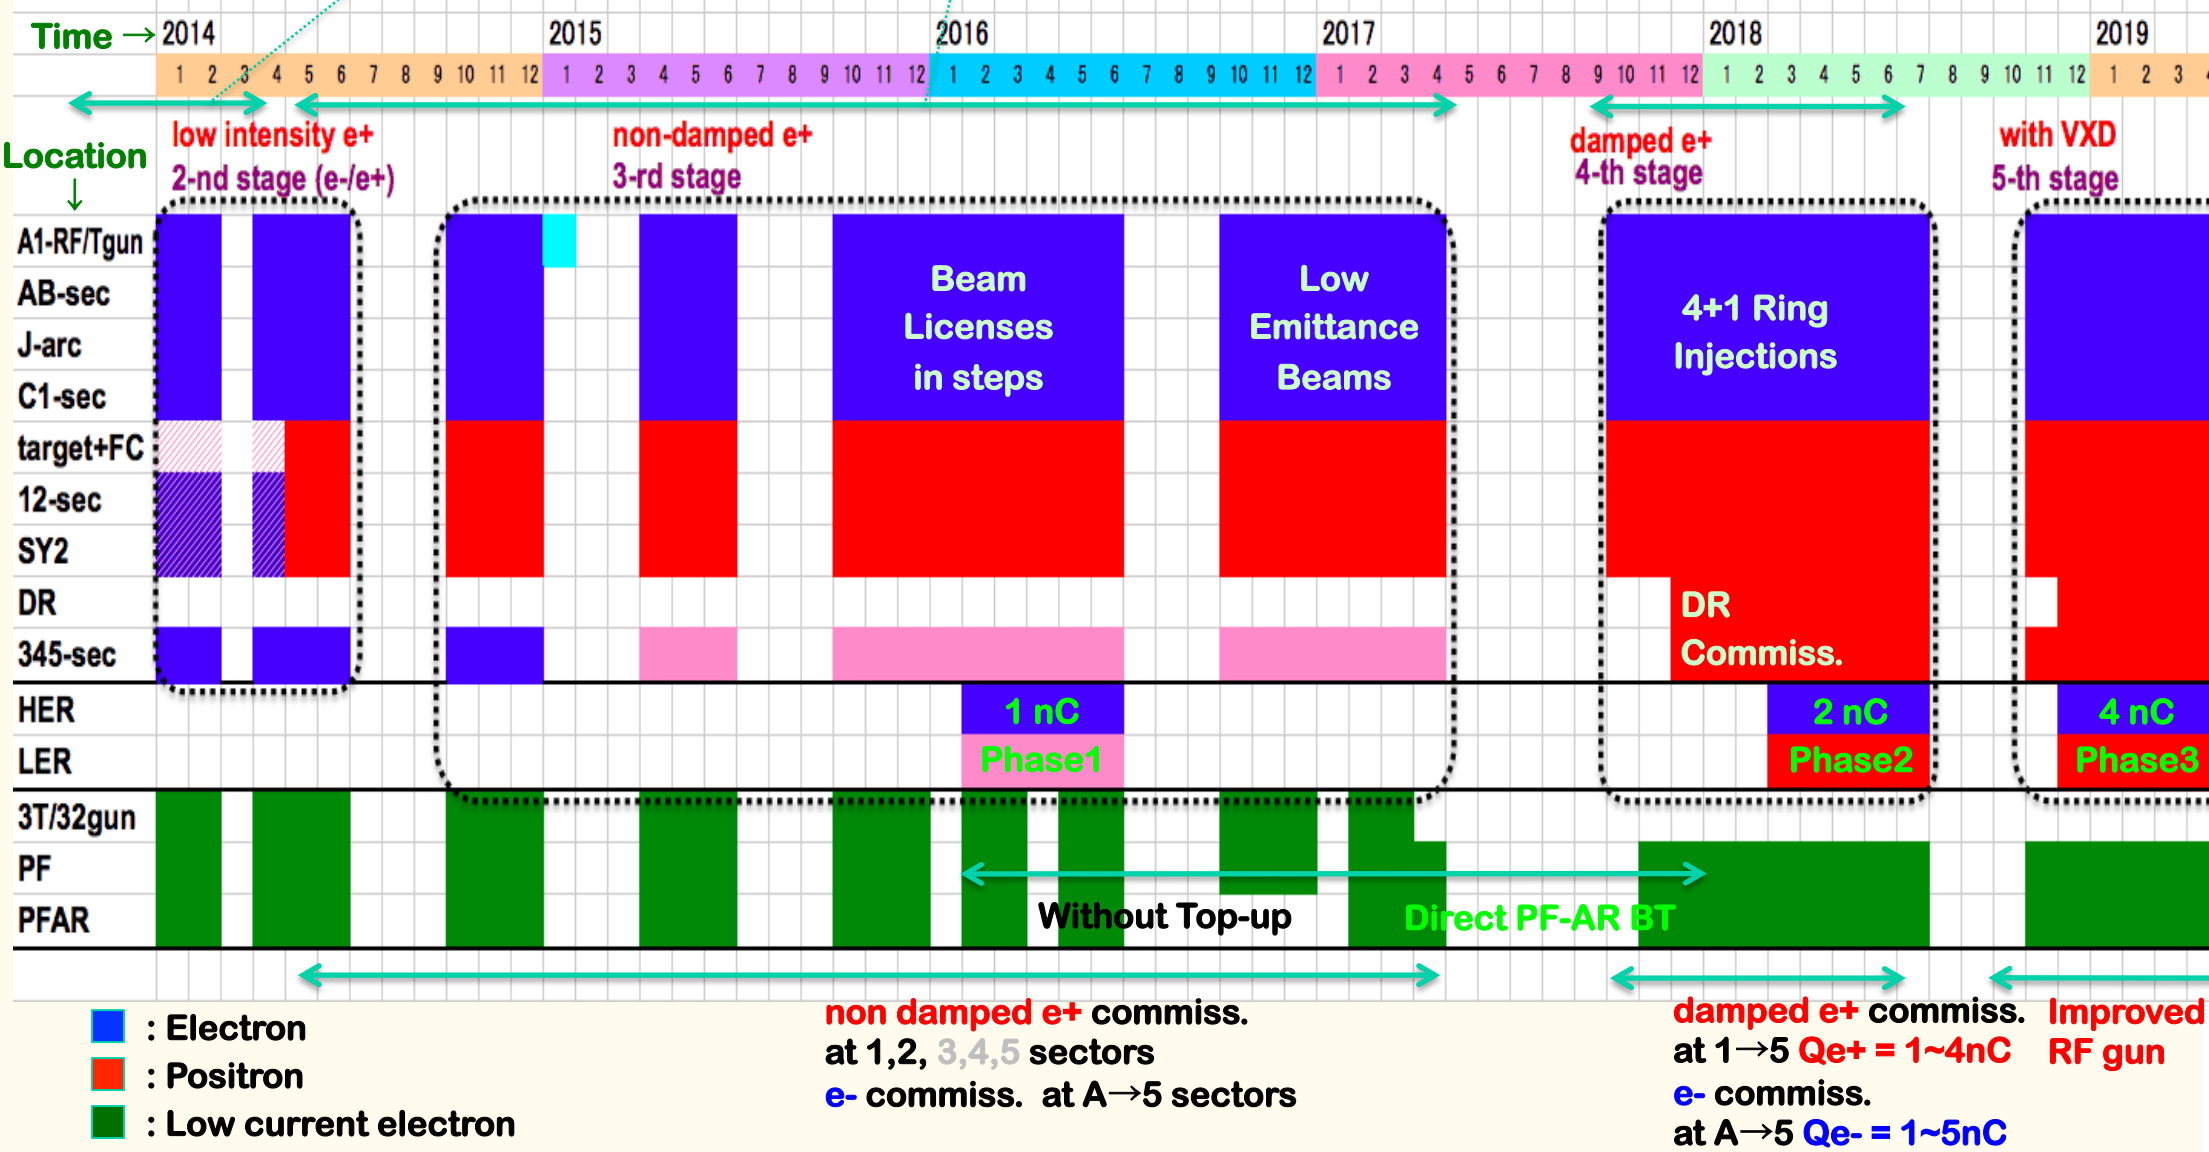 Time →
2014 2015 2016 2017 2018 2019
1 2 3 4 5 6 7 8 9 10 11 12 1 2 3 4 5 6 7 8 9 10 11 12 1 2 3 4 5 6 7 8 9 10 11 12 1 2 3 4 5 6 7 8 9 10 11 12 1 2 3 4 5 6 7 8 9 10 11 12 1 2 3
Location
↓
low intensity e+
2-nd stage (e-/e+)
non-damped e+
3-rd stage
damped e+
4-th stage
with VXD
5-th stage
A1-RF/Tgun
AB-sec
J-arc
C1-sec
target+FC
12-sec
SY2
DR
345-sec
HER
LER
3T/32gun
PF
PFAR
Beam
Licenses
in steps
Low
Emittance
Beams
4+1 Ring
Injections
DR
Commiss.
1 nC
Phase1
2 nC
Phase2
4 nC
Phase3
Without Top-up
Direct PF-AR BT
: Electron
: Positron
: Low current electron
non damped e+ commiss.
at 1,2, 3,4,5 sectors
e- commiss. at A→5 sectors
damped e+ commiss.
at 1→5 Qe+ = 1~4nC
e- commiss.
at A→5 Qe- = 1~5nC
Improved
RF gun